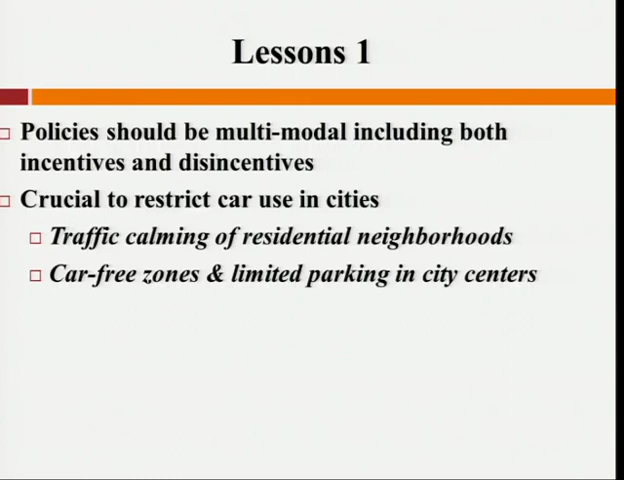 Lessons 1
Policies should be multi-modal including both
incentives and disincentives
Crucial to restrict car use in cities
Traffic calming of residential neighborhoods
Car-free zones & limited parking in city centers